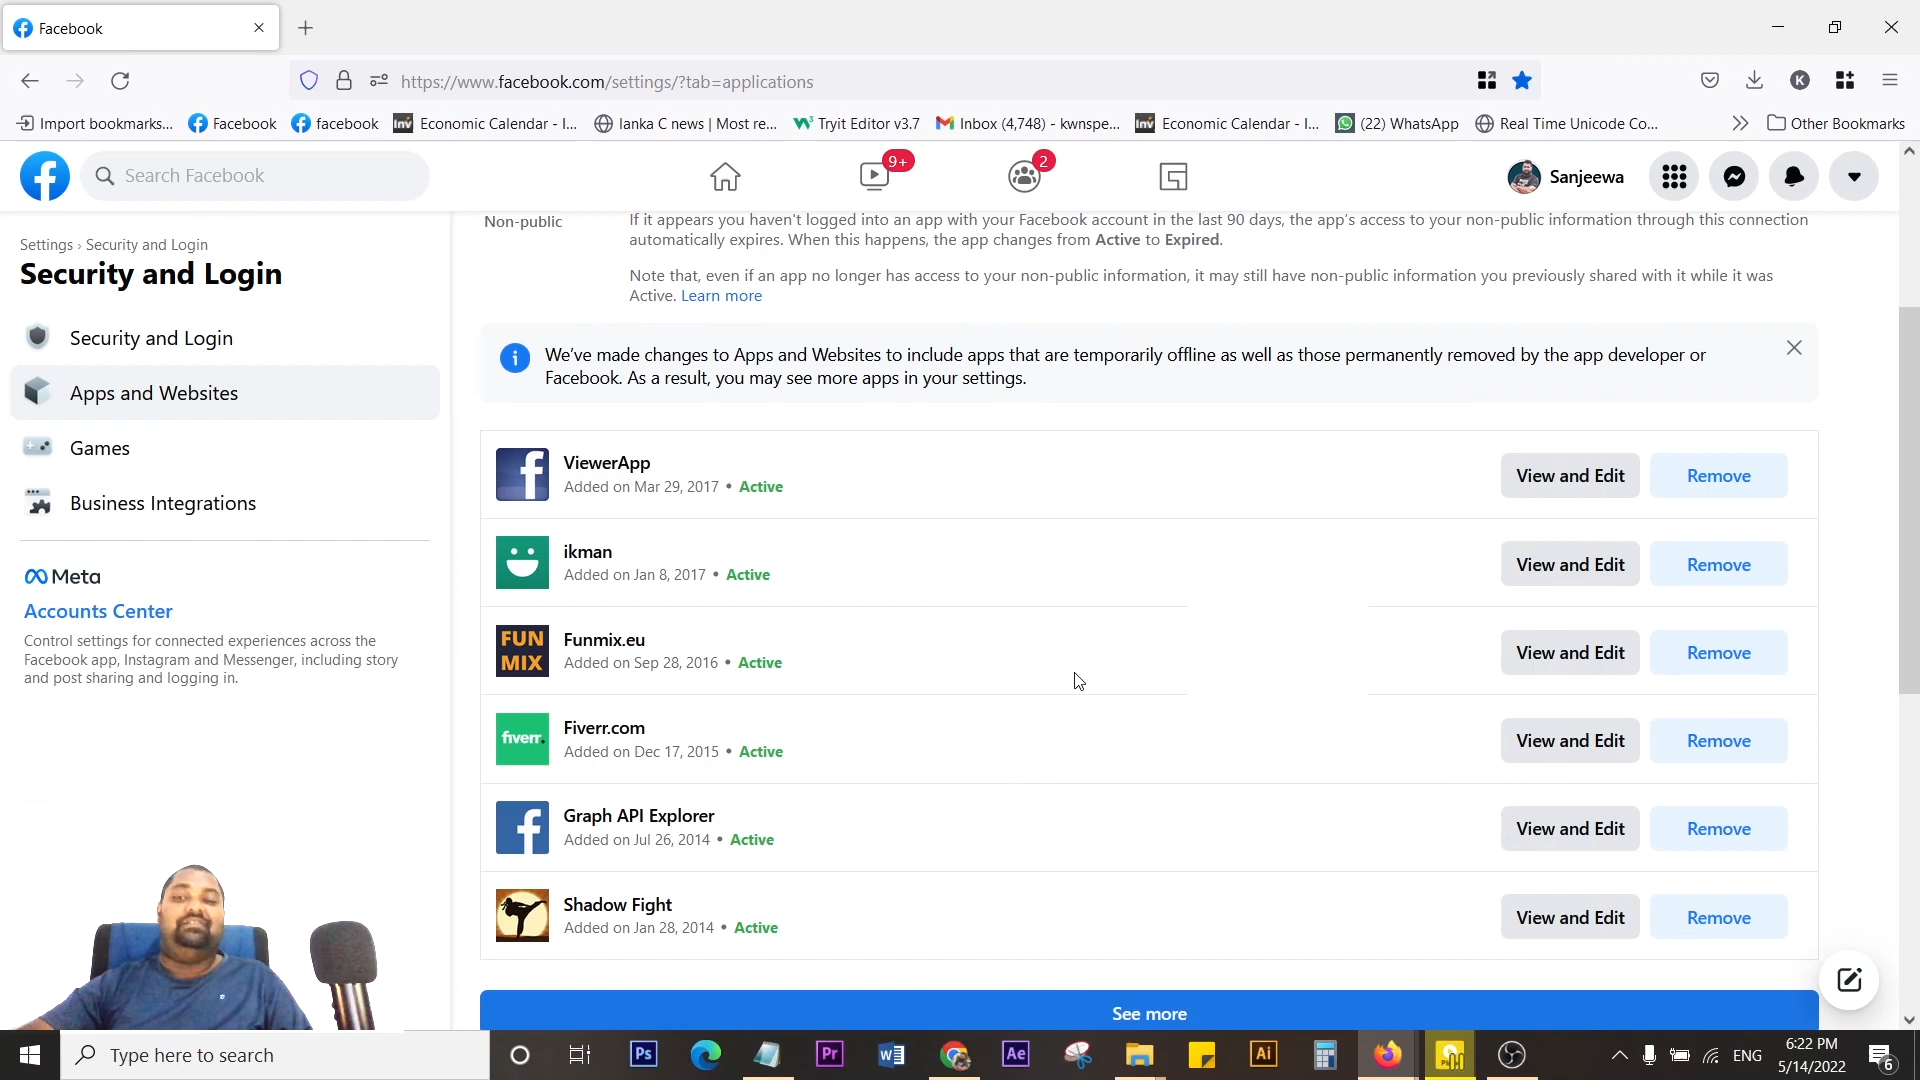 Facebook
https://www.facebook.com/settings/?tab=applications
K
Import bookmarks...
Facebook
facebook
Inv
Economic Calendar - I...
lanka C news | Most re...
Tryit Editor v3.7
Inbox (4,748) - kwnspe...
Inv
Economic Calendar - I...
(22) WhatsApp
Real Time Unicode Co...
Other Bookmarks
Search Facebook
9+
2
Sanjeewa
Settings › Security and Login
Security and Login
Security and Login
Apps and Websites
Games
Business Integrations
Meta
Accounts Center
Control settings for connected experiences across the
Facebook app, Instagram and Messenger, including story
and post sharing and logging in.
Non-public
If it appears you haven't logged into an app with your Facebook account in the last 90 days, the app's access to your non-public information through this connection
automatically expires. When this happens, the app changes from Active to Expired.
Note that, even if an app no longer has access to your non-public information, it may still have non-public information you previously shared with it while it was
Active. Learn more
We've made changes to Apps and Websites to include apps that are temporarily offline as well as those permanently removed by the app developer or
Facebook. As a result, you may see more apps in your settings.
ViewerApp
Added on Mar 29, 2017 • Active
View and Edit
Remove
ikman
Added on Jan 8, 2017 • Active
View and Edit
Remove
FUN
MIX
Funmix.eu
Added on Sep 28, 2016 • Active
View and Edit
Remove
fiverr.
Fiverr.com
Added on Dec 17, 2015 • Active
View and Edit
Remove
Graph API Explorer
Added on Jul 26, 2014 • Active
View and Edit
Remove
Shadow Fight
Added on Jan 28, 2014 • Active
View and Edit
Remove
See more
Type here to search
Ps
Pr
Ae
Ai
ENG
6:22 PM
5/14/2022
6